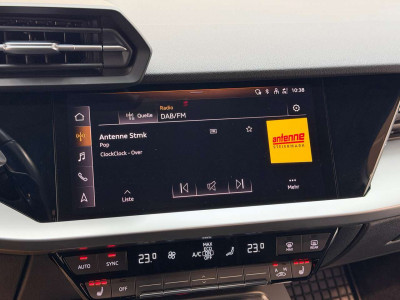 Radio
10:38
Quelle
DAB/FM
Antenne Stmk
Pop
ClockClock - Over
antenne
STEIERMARK
Liste
Mehr
AUTO
SYNC
23.0
A/C
MAX
ECO
OFF
23.0